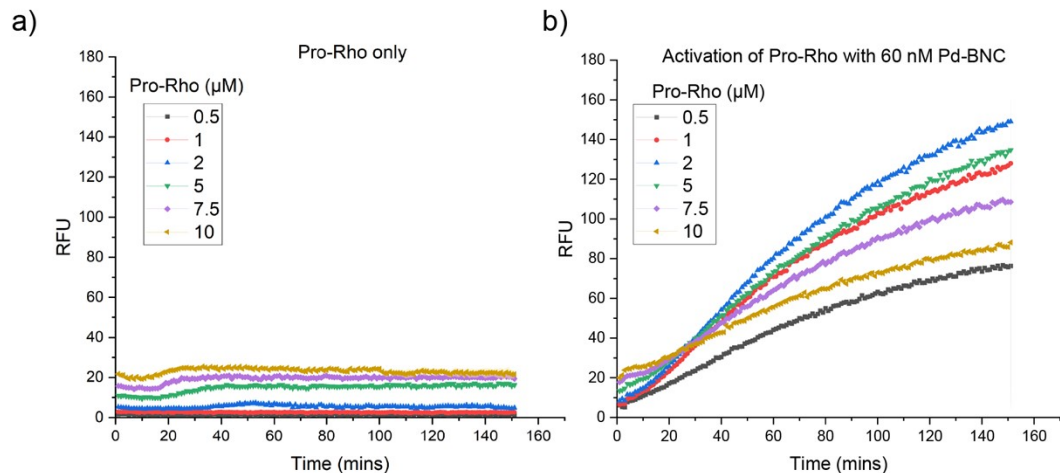 a)
Pro-Rho only
Pro-Rho (µM)
0.5
1
2
5
7.5
10
180
160
140
120
100
80
60
40
20
0
RFU
0 20 40 60 80 100 120 140 160
Time (mins)
b)
Activation of Pro-Rho with 60 nM Pd-BNC
Pro-Rho (µM)
0.5
1
2
5
7.5
10
180
160
140
120
100
80
60
40
20
0
RFU
0 20 40 60 80 100 120 140 160
Time (mins)